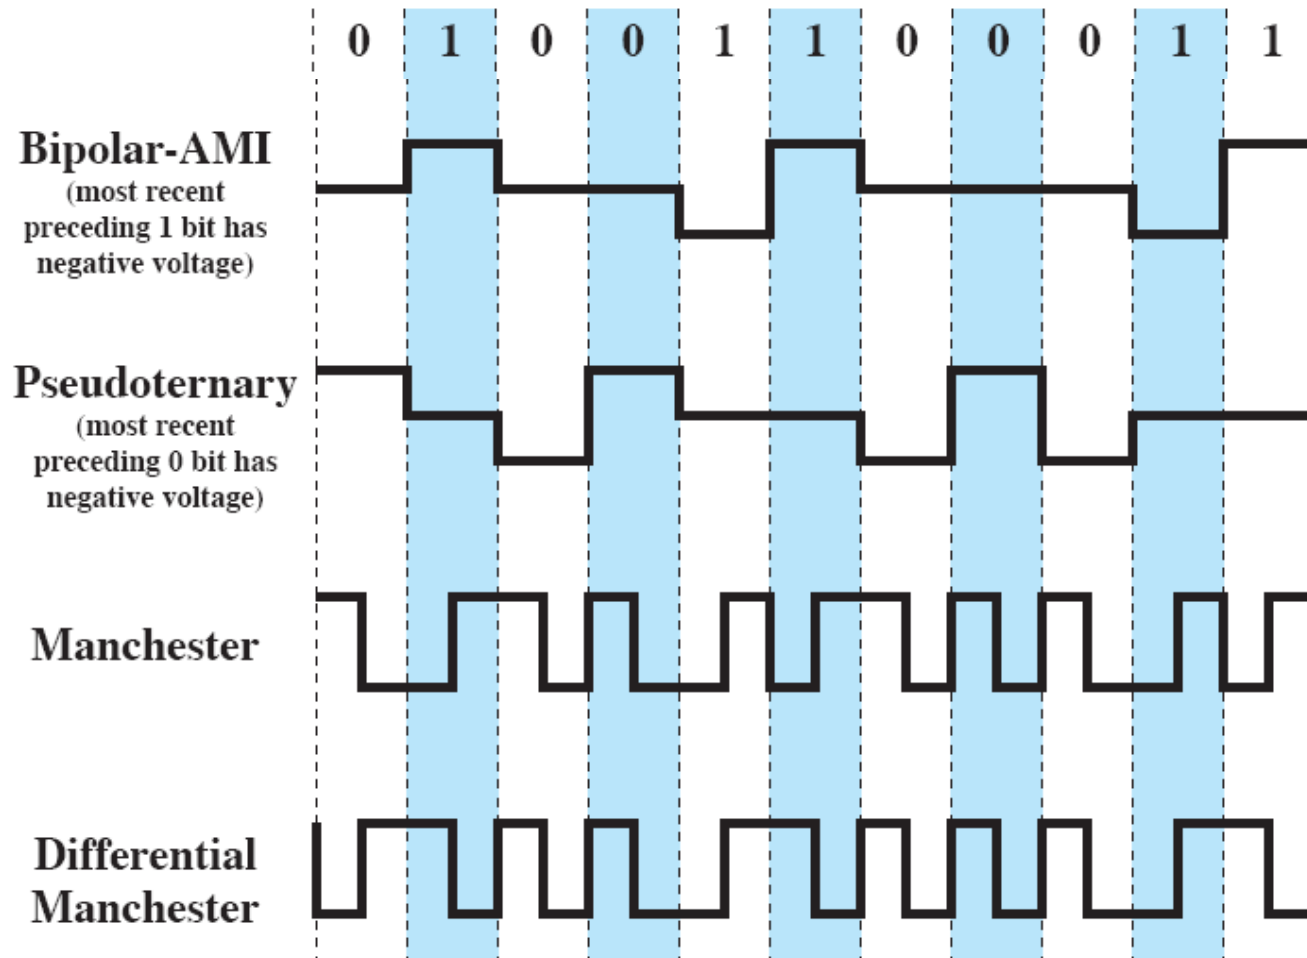 0 1 0 0 1 1 0 0 0 1 1
Bipolar-AMI
(most recent
preceding 1 bit has
negative voltage)
Pseudoternary
(most recent
preceding 0 bit has
negative voltage)
Manchester
Differential
Manchester